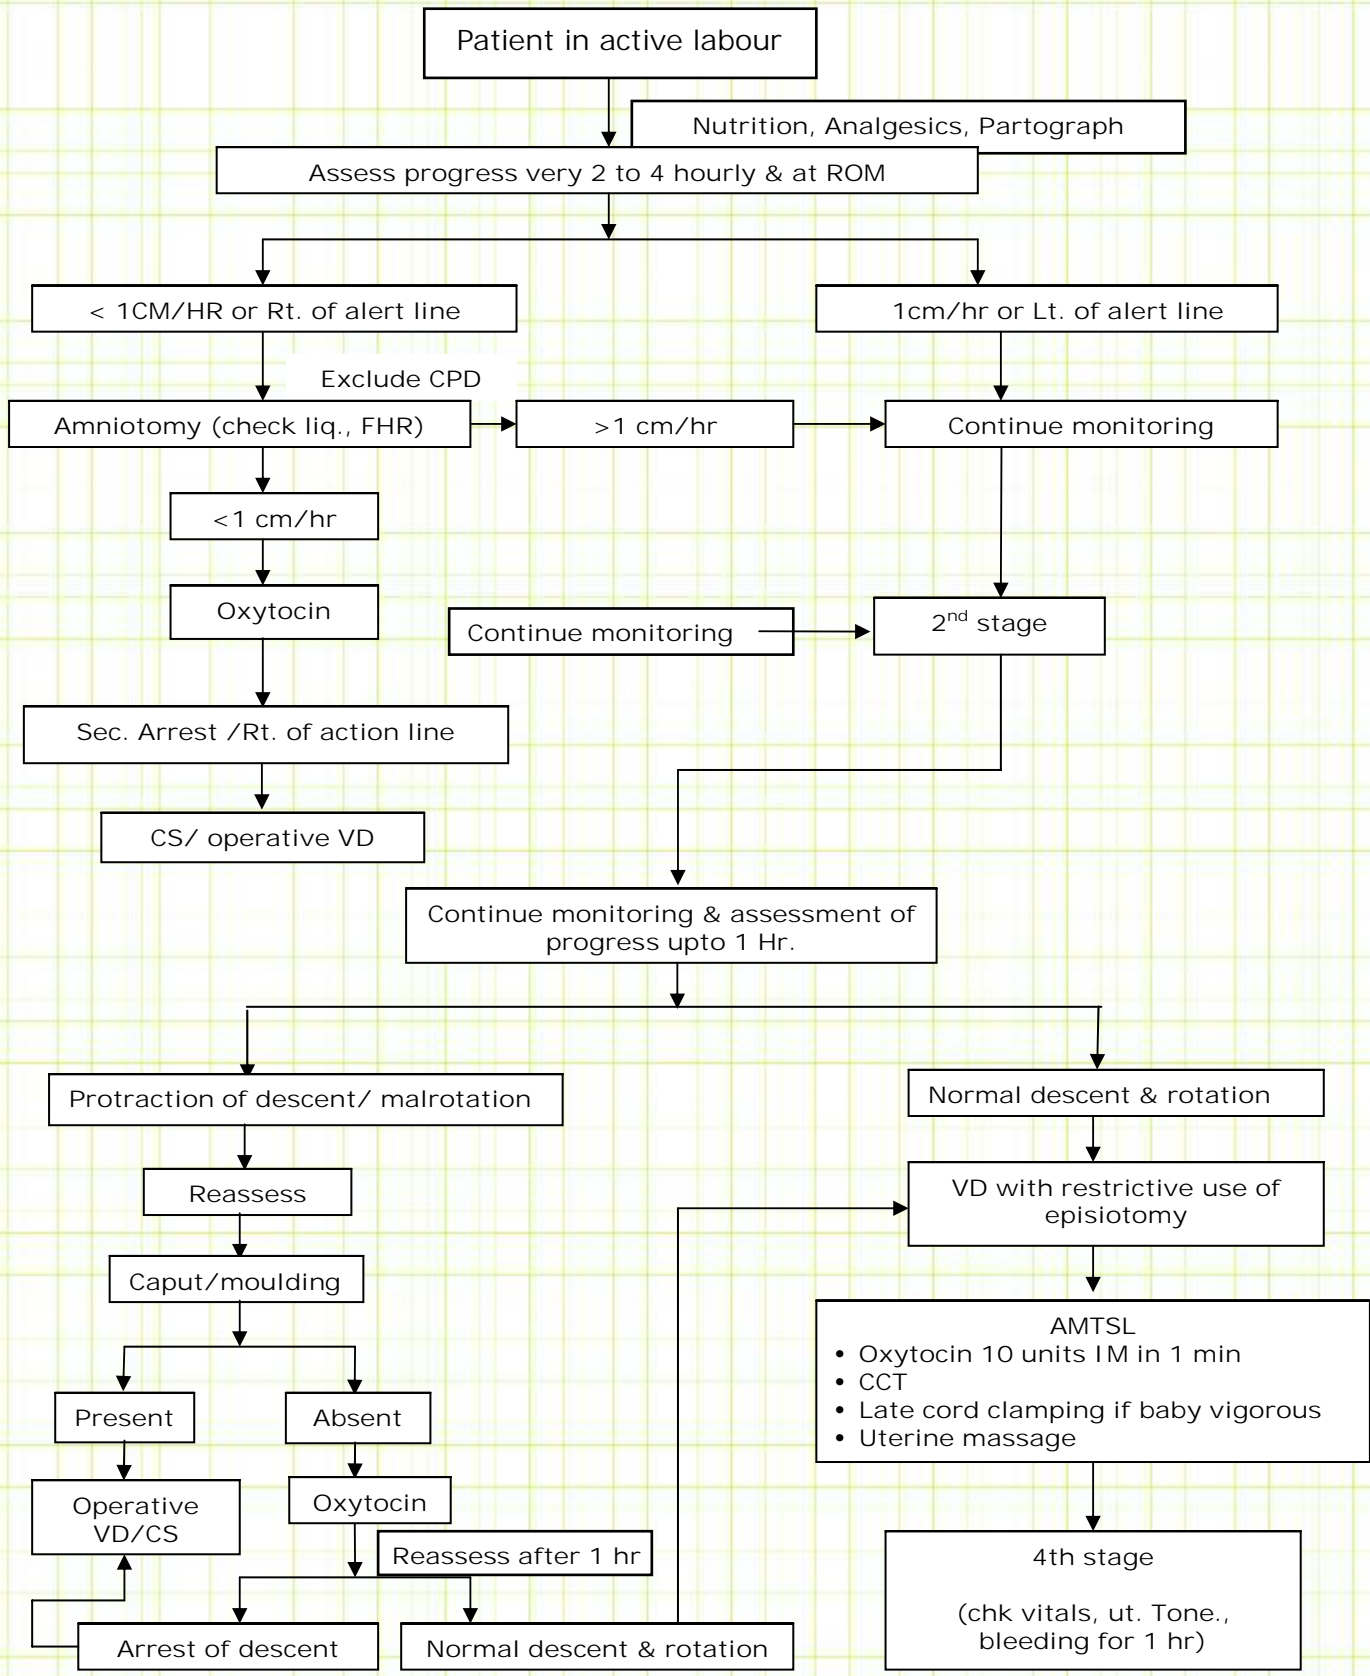 Patient in active labour
Nutrition, Analgesics, Partograph
Assess progress very 2 to 4 hourly & at ROM
< 1CM/HR or Rt. of alert line
1cm/hr or Lt. of alert line
Exclude CPD
Amniotomy (check liq., FHR)
>1 cm/hr
Continue monitoring
<1 cm/hr
Oxytocin
Continue monitoring
2nd stage
Sec. Arrest /Rt. of action line
CS/ operative VD
Continue monitoring & assessment of
progress upto 1 Hr.
Protraction of descent/ malrotation
Normal descent & rotation
Reassess
VD with restrictive use of
episiotomy
Caput/moulding
AMTSL
• Oxytocin 10 units IM in 1 min
• CCT
• Late cord clamping if baby vigorous
• Uterine massage
Present
Absent
Operative
VD/CS
Oxytocin
Reassess after 1 hr
4th stage
(chk vitals, ut. Tone.,
bleeding for 1 hr)
Arrest of descent
Normal descent & rotation